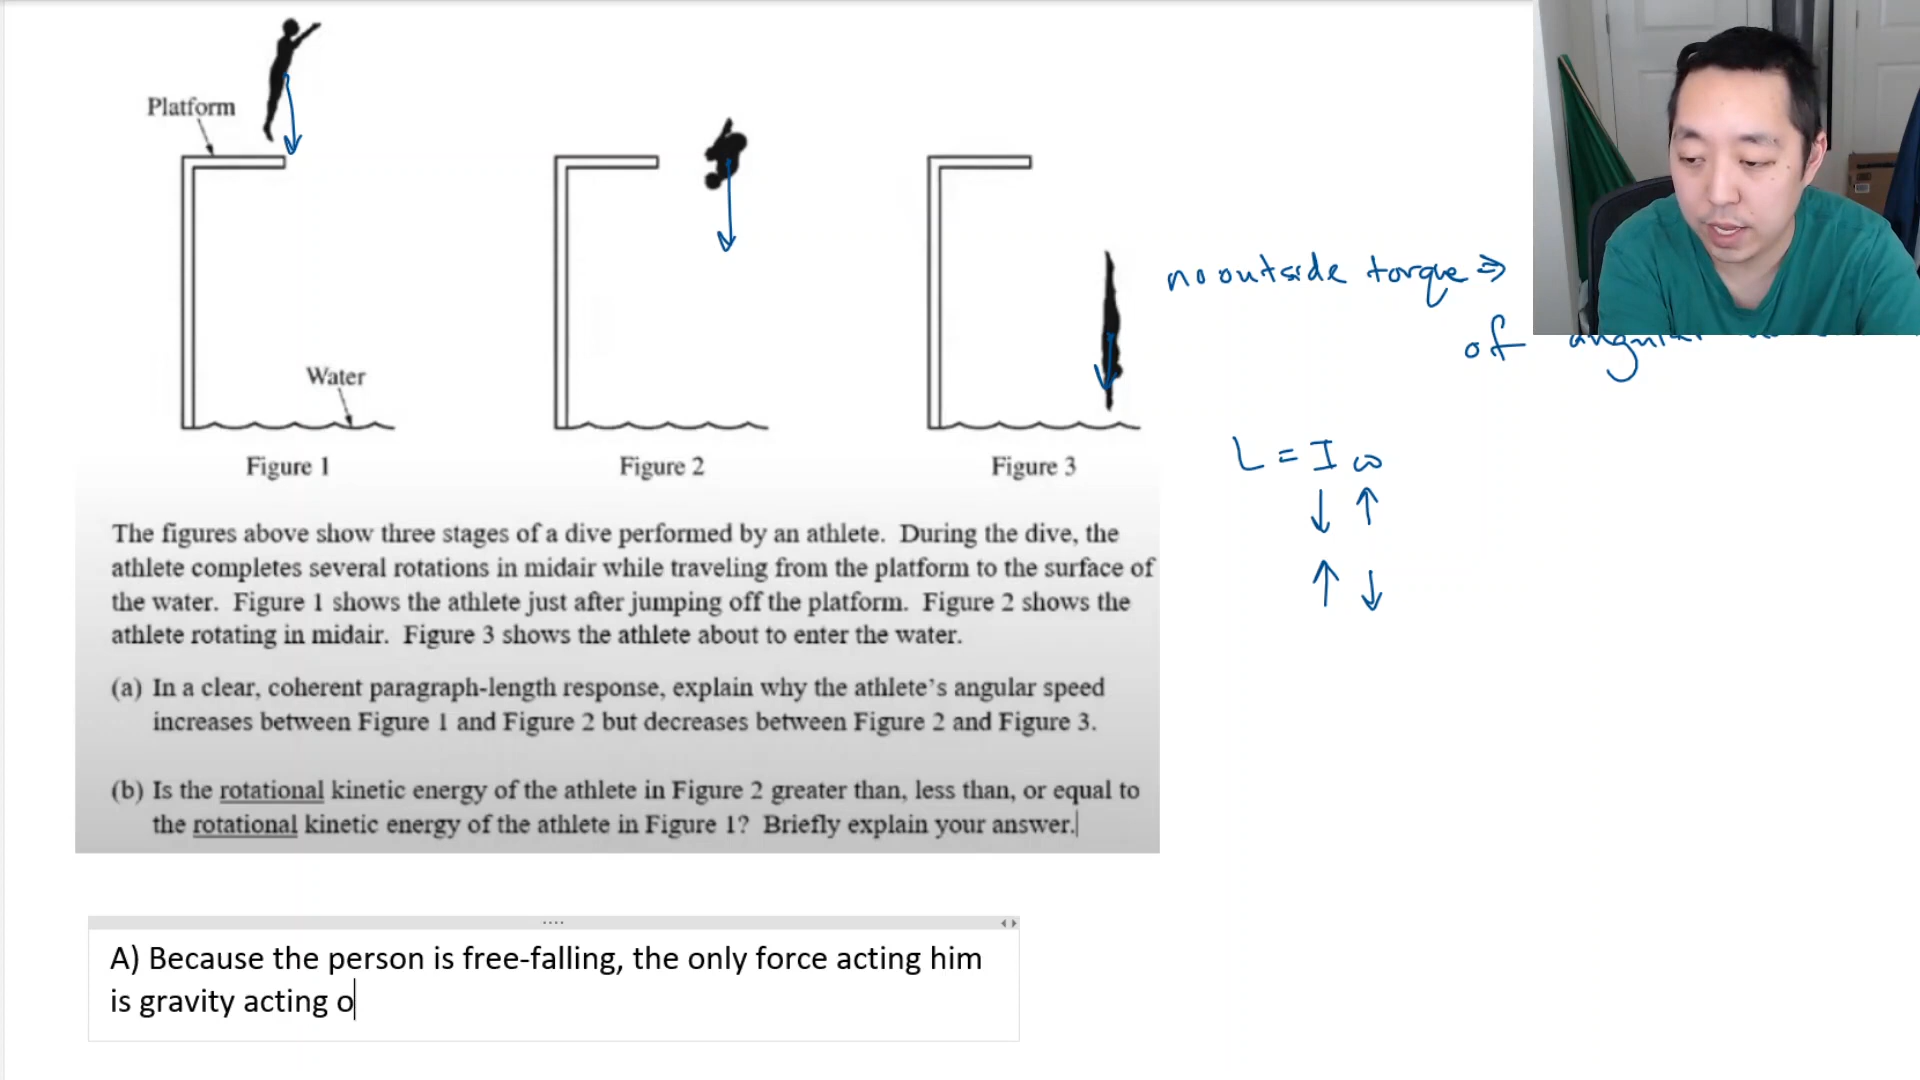 Platform
Water
Figure 1
Figure 2
Figure 3
no outside torque ⇒
of angular
L = I ω
↓ ↑
↑ ↓
The figures above show three stages of a dive performed by an athlete. During the dive, the
athlete completes several rotations in midair while traveling from the platform to the surface of
the water. Figure 1 shows the athlete just after jumping off the platform. Figure 2 shows the
athlete rotating in midair. Figure 3 shows the athlete about to enter the water.
(a) In a clear, coherent paragraph-length response, explain why the athlete's angular speed
increases between Figure 1 and Figure 2 but decreases between Figure 2 and Figure 3.
(b) Is the rotational kinetic energy of the athlete in Figure 2 greater than, less than, or equal to
the rotational kinetic energy of the athlete in Figure 1? Briefly explain your answer.
A) Because the person is free-falling, the only force acting him
is gravity acting o